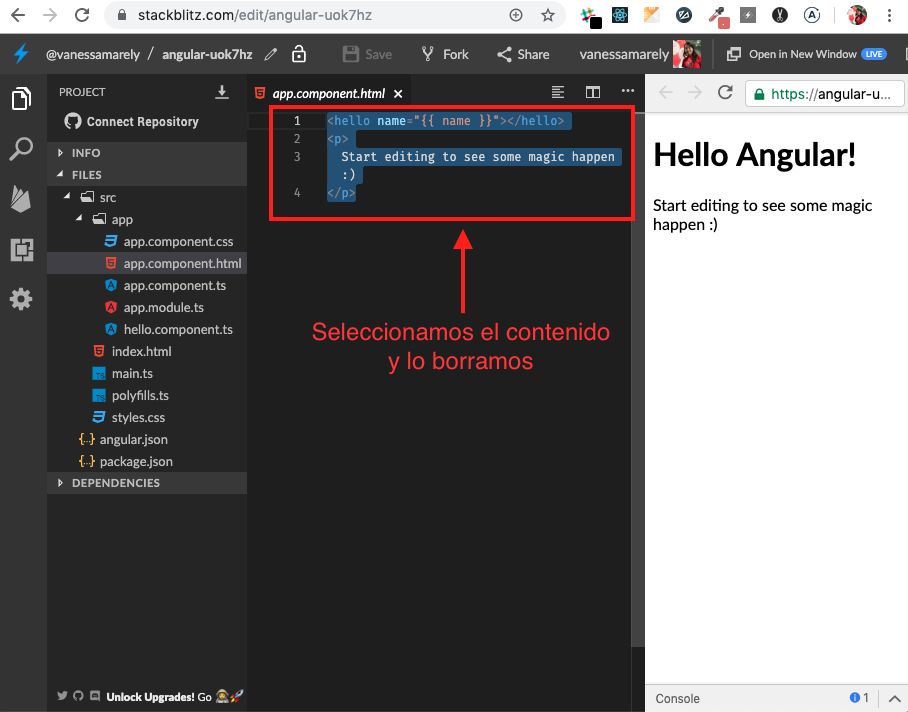 stackblitz.com/edit/angular-uok7hz
@vanessamarely / angular-uok7hz
Save
Fork
Share
vanessamarely
Open in New Window LIVE
PROJECT
Connect Repository
INFO
FILES
src
app
app.component.css
app.component.html
app.component.ts
app.module.ts
hello.component.ts
index.html
main.ts
polyfills.ts
styles.css
{..} angular.json
{..} package.json
DEPENDENCIES
Unlock Upgrades! Go
app.component.html
1 <hello name="{{ name }}"></hello>
2 <p>
3 Start editing to see some magic happen
:)
4 </p>
Seleccionamos el contenido
y lo borramos
https://angular-u...
Hello Angular!
Start editing to see some magic
happen :)
Console
1